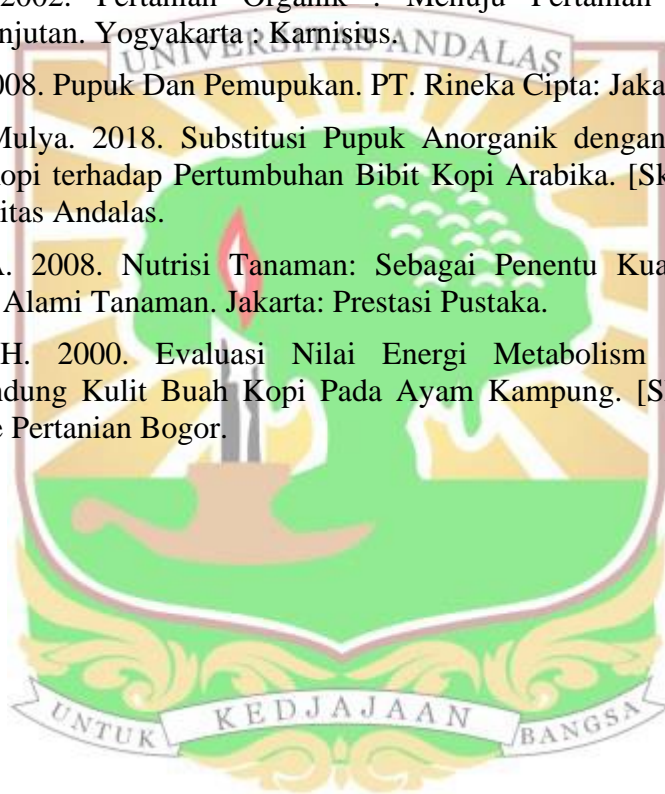 2002. Pertanian Organik : Menuju Pertanian
njutan. Yogyakarta : Karnisius.
UNIVERSITAS ANDALAS
008. Pupuk Dan Pemupukan. PT. Rineka Cipta: Jaka
Mulya. 2018. Substitusi Pupuk Anorganik dengan
opi terhadap Pertumbuhan Bibit Kopi Arabika. [Sk
itas Andalas.
A. 2008. Nutrisi Tanaman: Sebagai Penentu Kua
Alami Tanaman. Jakarta: Prestasi Pustaka.
H. 2000. Evaluasi Nilai Energi Metabolism
ndung Kulit Buah Kopi Pada Ayam Kampung. [S
e Pertanian Bogor.
UNTUK KEDJAJAAN BANGSA